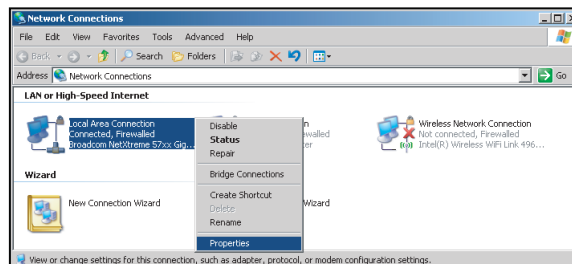 Network Connections
File Edit View Favorites Tools Advanced Help
Back Search Folders
Address Network Connections Go
LAN or High-Speed Internet
Local Area Connection
Connected, Firewalled
Broadcom NetXtreme 57xx Gig...
Disable
Status
Repair
Bridge Connections
Create Shortcut
Delete
Rename
Properties
n
ewalled
ter
Wireless Network Connection
Not connected, Firewalled
Intel(R) Wireless WiFi Link 496...
Wizard
New Connection Wizard
Wizard
View or change settings for this connection, such as adapter, protocol, or modem configuration settings.